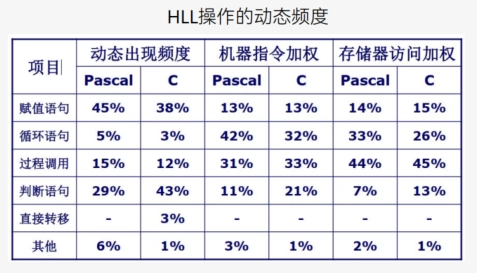 HLL操作的动态频度
项目 动态出现频度 机器指令加权 存储器访问加权
Pascal C Pascal C Pascal C
赋值语句 45% 38% 13% 13% 14% 15%
循环语句 5% 3% 42% 32% 33% 26%
过程调用 15% 12% 31% 33% 44% 45%
判断语句 29% 43% 11% 21% 7% 13%
直接转移 - 3% - - - -
其他 6% 1% 3% 1% 2% 1%